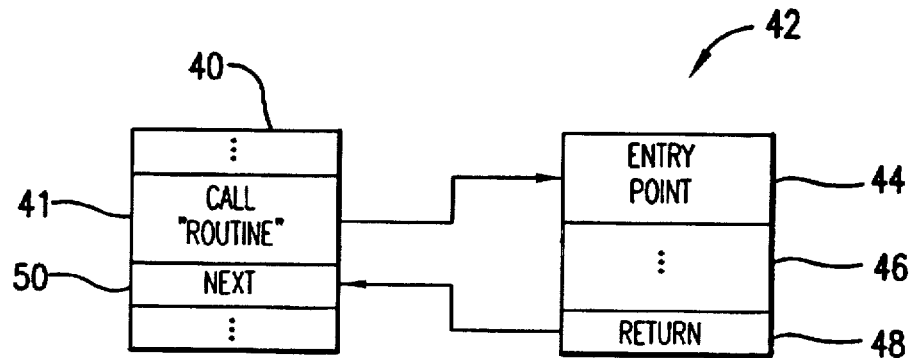 42
40
⋮
CALL
"ROUTINE"
NEXT
⋮
41
50
ENTRY
POINT
⋮
RETURN
44
46
48